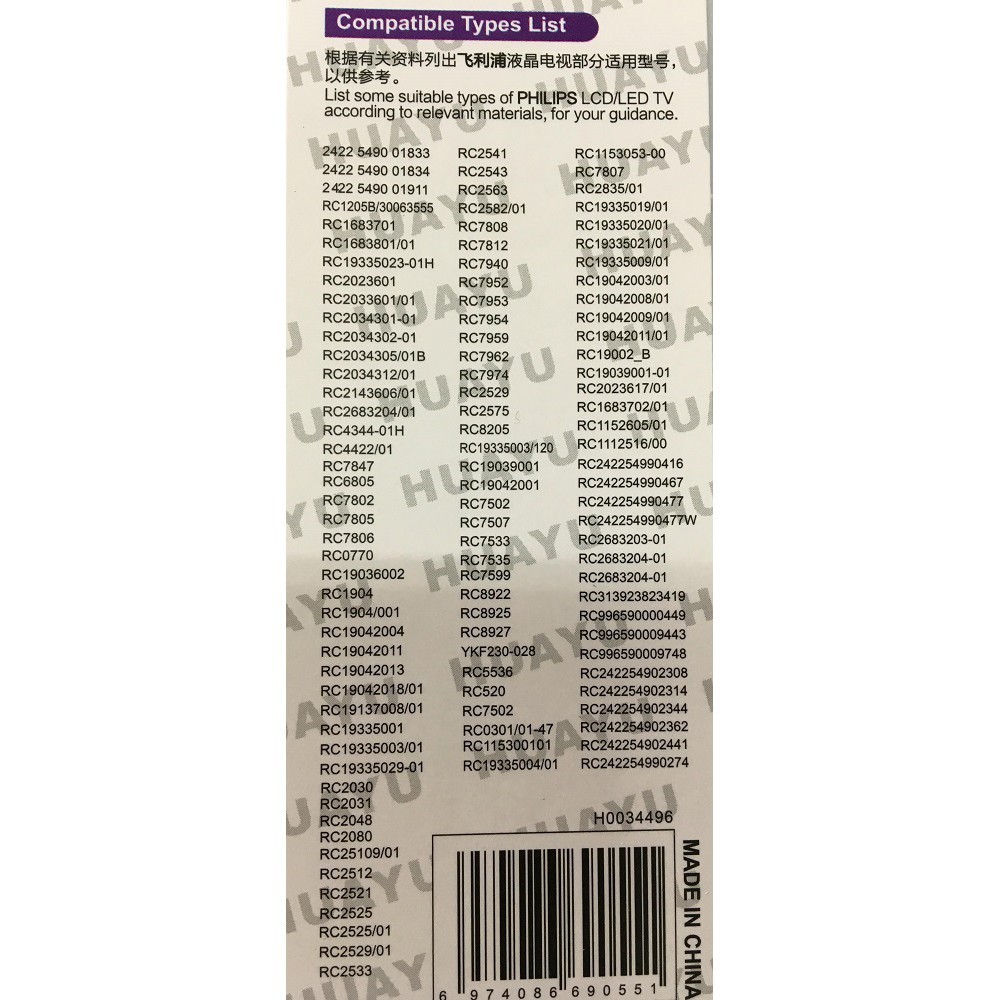 Compatible Types List
根据有关资料列出飞利浦液晶电视部分适用型号，
以供参考。
List some suitable types of PHILIPS LCD/LED TV
according to relevant materials, for your guidance.
2422 5490 01833
2422 5490 01834
2422 5490 01911
RC1205B/30063555
RC1683701
RC1683801/01
RC19335023-01H
RC2023601
RC2033601/01
RC2034301-01
RC2034302-01
RC2034305/01B
RC2034312/01
RC2143606/01
RC2683204/01
RC4344-01H
RC4422/01
RC7847
RC6805
RC7802
RC7805
RC7806
RC0770
RC19036002
RC1904
RC1904/001
RC19042004
RC19042011
RC19042013
RC19042018/01
RC19137008/01
RC19335001
RC19335003/01
RC19335029-01
RC2030
RC2031
RC2048
RC2080
RC25109/01
RC2512
RC2521
RC2525
RC2525/01
RC2529/01
RC2533
RC2541
RC2543
RC2563
RC2582/01
RC7808
RC7812
RC7940
RC7952
RC7953
RC7954
RC7959
RC7962
RC7974
RC2529
RC2575
RC8205
RC19335003/120
RC19039001
RC19042001
RC7502
RC7507
RC7533
RC7535
RC7599
RC8922
RC8925
RC8927
YKF230-028
RC5536
RC520
RC7502
RC0301/01-47
RC115300101
RC19335004/01
RC1153053-00
RC7807
RC2835/01
RC19335019/01
RC19335020/01
RC19335021/01
RC19335009/01
RC19042003/01
RC19042008/01
RC19042009/01
RC19042011/01
RC19002_B
RC19039001-01
RC2023617/01
RC1683702/01
RC1152605/01
RC1112516/00
RC242254990416
RC242254990467
RC242254990477
RC242254990477W
RC2683203-01
RC2683204-01
RC2683204-01
RC313923823419
RC996590000449
RC996590009443
RC996590009748
RC242254902308
RC242254902314
RC242254902344
RC242254902362
RC242254902441
RC242254990274
H0034496
6 974086 690551
MADE IN CHINA
HUAYU